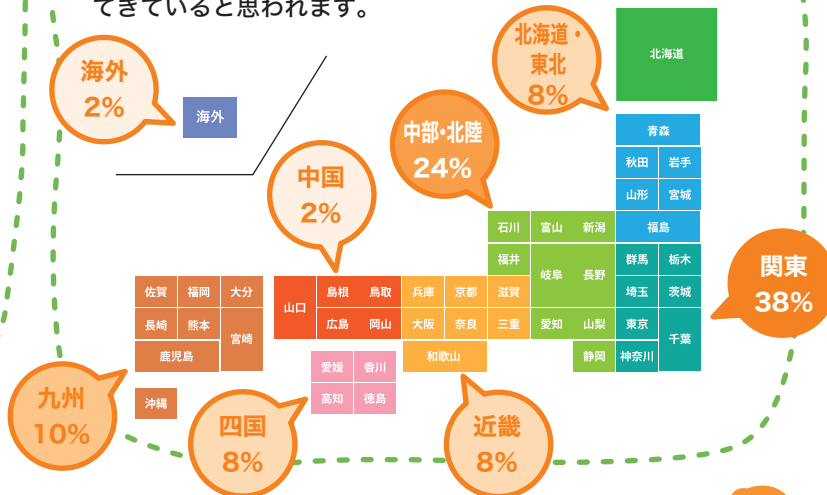 てきていると思われます。
海外
2%
海外
北海道・
東北
8%
北海道
中部・北陸
24%
中国
2%
青森
秋田 岩手
山形 宮城
石川 富山 新潟 福島
福井 岐阜 長野 群馬 栃木
関東
38%
佐賀 福岡 大分 山口 島根 鳥取 兵庫 京都 滋賀 埼玉 茨城
長崎 熊本 宮崎 広島 岡山 大阪 奈良 三重 愛知 山梨 東京 千葉
鹿児島 愛媛 香川 和歌山 静岡 神奈川
沖縄 高知 徳島
九州
10%
四国
8%
近畿
8%